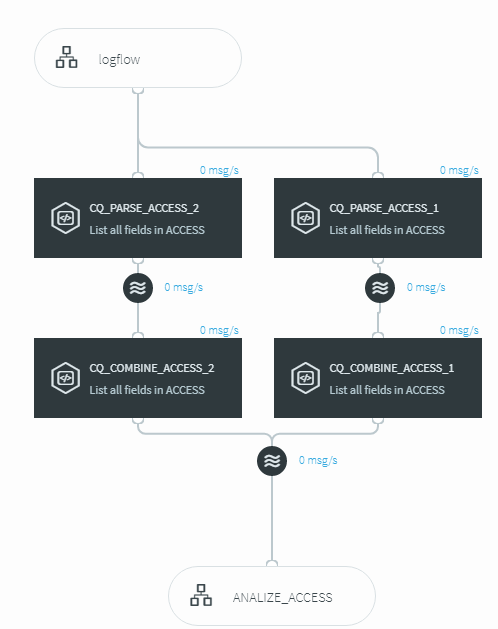 logflow
0 msg/s
0 msg/s
CQ_PARSE_ACCESS_2
List all fields in ACCESS
CQ_PARSE_ACCESS_1
List all fields in ACCESS
0 msg/s
0 msg/s
0 msg/s
0 msg/s
CQ_COMBINE_ACCESS_2
List all fields in ACCESS
CQ_COMBINE_ACCESS_1
List all fields in ACCESS
0 msg/s
ANALIZE_ACCESS